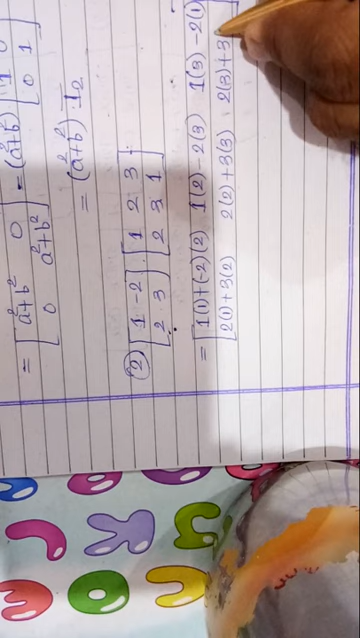 = [a²+b² 0
0 a²+b²] = (a²+b²) [1 0
0 1]
= (a²+b²) I₂
② [1 -2
2 3] . [1 2 3
2 3 1]
= [1(1)+(-2)(2) 1(2)-2(3) 1(3)-2(1)
2(1)+3(2) 2(2)+3(3) 2(3)+3